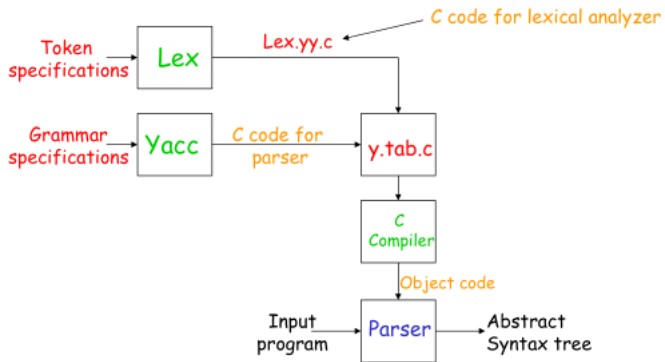 C code for lexical analyzer
Lex.yy.c
Token
specifications
Lex
Grammar
specifications
Yacc
C code for
parser
y.tab.c
C
Compiler
Object code
Input
program
Parser
Abstract
Syntax tree